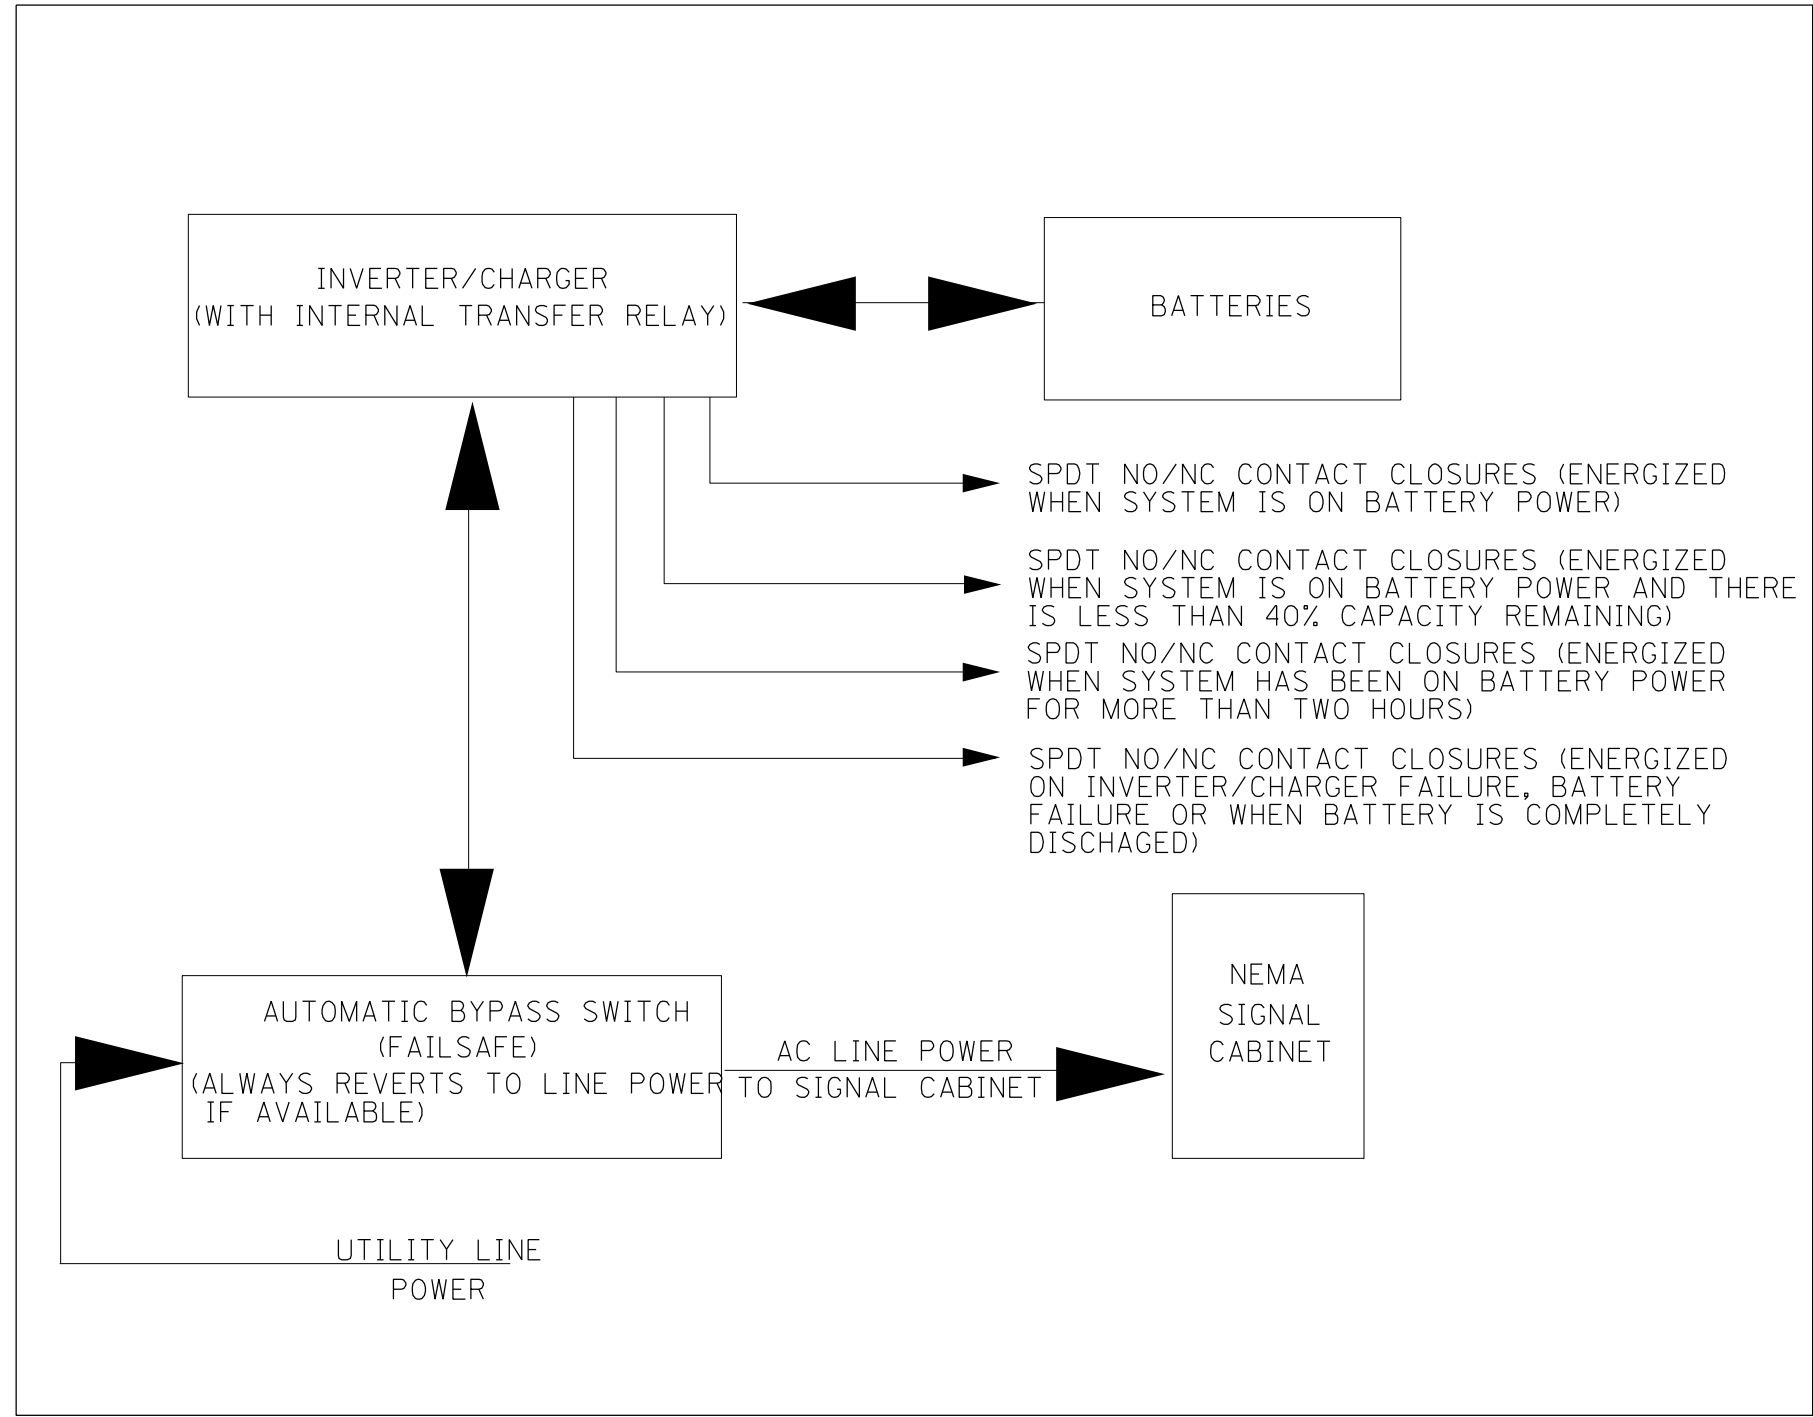 INVERTER/CHARGER
(WITH INTERNAL TRANSFER RELAY)
BATTERIES
SPDT NO/NC CONTACT CLOSURES (ENERGIZED
WHEN SYSTEM IS ON BATTERY POWER)
SPDT NO/NC CONTACT CLOSURES (ENERGIZED
WHEN SYSTEM IS ON BATTERY POWER AND THERE
IS LESS THAN 40% CAPACITY REMAINING)
SPDT NO/NC CONTACT CLOSURES (ENERGIZED
WHEN SYSTEM HAS BEEN ON BATTERY POWER
FOR MORE THAN TWO HOURS)
SPDT NO/NC CONTACT CLOSURES (ENERGIZED
ON INVERTER/CHARGER FAILURE, BATTERY
FAILURE OR WHEN BATTERY IS COMPLETELY
DISCHAGED)
AUTOMATIC BYPASS SWITCH
(FAILSAFE)
(ALWAYS REVERTS TO LINE POWER
IF AVAILABLE)
AC LINE POWER
TO SIGNAL CABINET
NEMA
SIGNAL
CABINET
UTILITY LINE
POWER